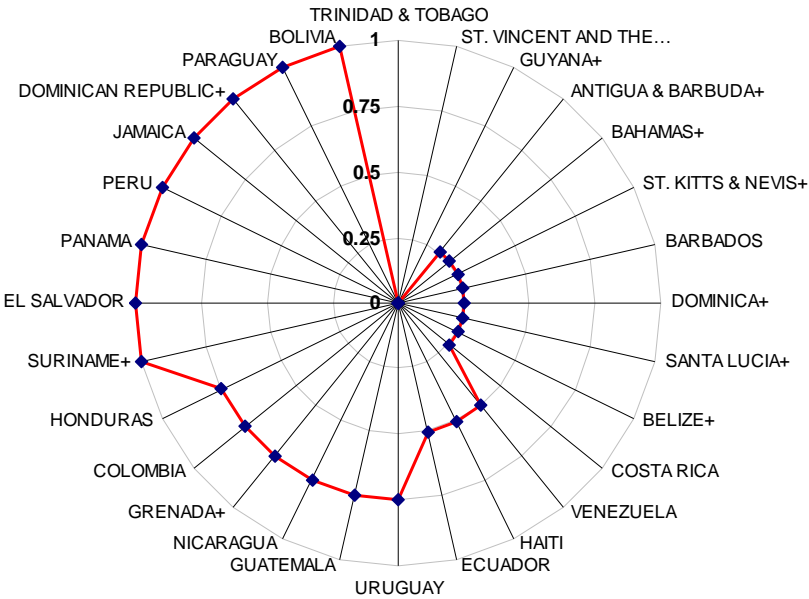 TRINIDAD & TOBAGO
ST. VINCENT AND THE...
GUYANA+
ANTIGUA & BARBUDA+
BAHAMAS+
ST. KITTS & NEVIS+
BARBADOS
DOMINICA+
SANTA LUCIA+
BELIZE+
COSTA RICA
VENEZUELA
HAITI
ECUADOR
URUGUAY
GUATEMALA
NICARAGUA
GRENADA+
COLOMBIA
HONDURAS
SURINAME+
EL SALVADOR
PANAMA
PERU
JAMAICA
DOMINICAN REPUBLIC+
PARAGUAY
BOLIVIA
1
0.75
0.5
0.25
0